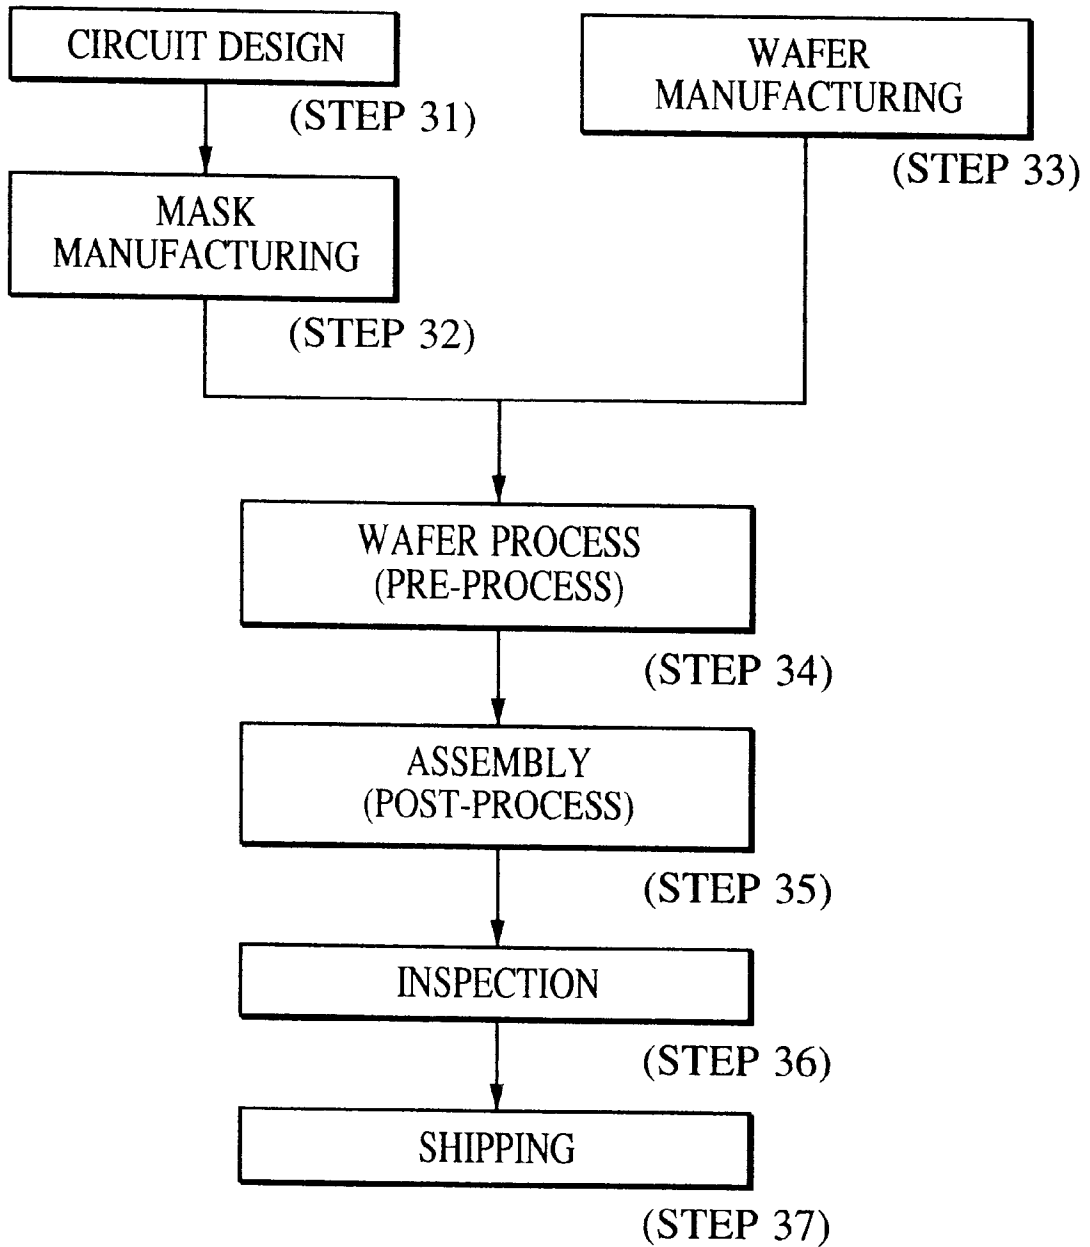 CIRCUIT DESIGN
(STEP 31)
MASK
MANUFACTURING
(STEP 32)
WAFER
MANUFACTURING
(STEP 33)
WAFER PROCESS
(PRE-PROCESS)
(STEP 34)
ASSEMBLY
(POST-PROCESS)
(STEP 35)
INSPECTION
(STEP 36)
SHIPPING
(STEP 37)